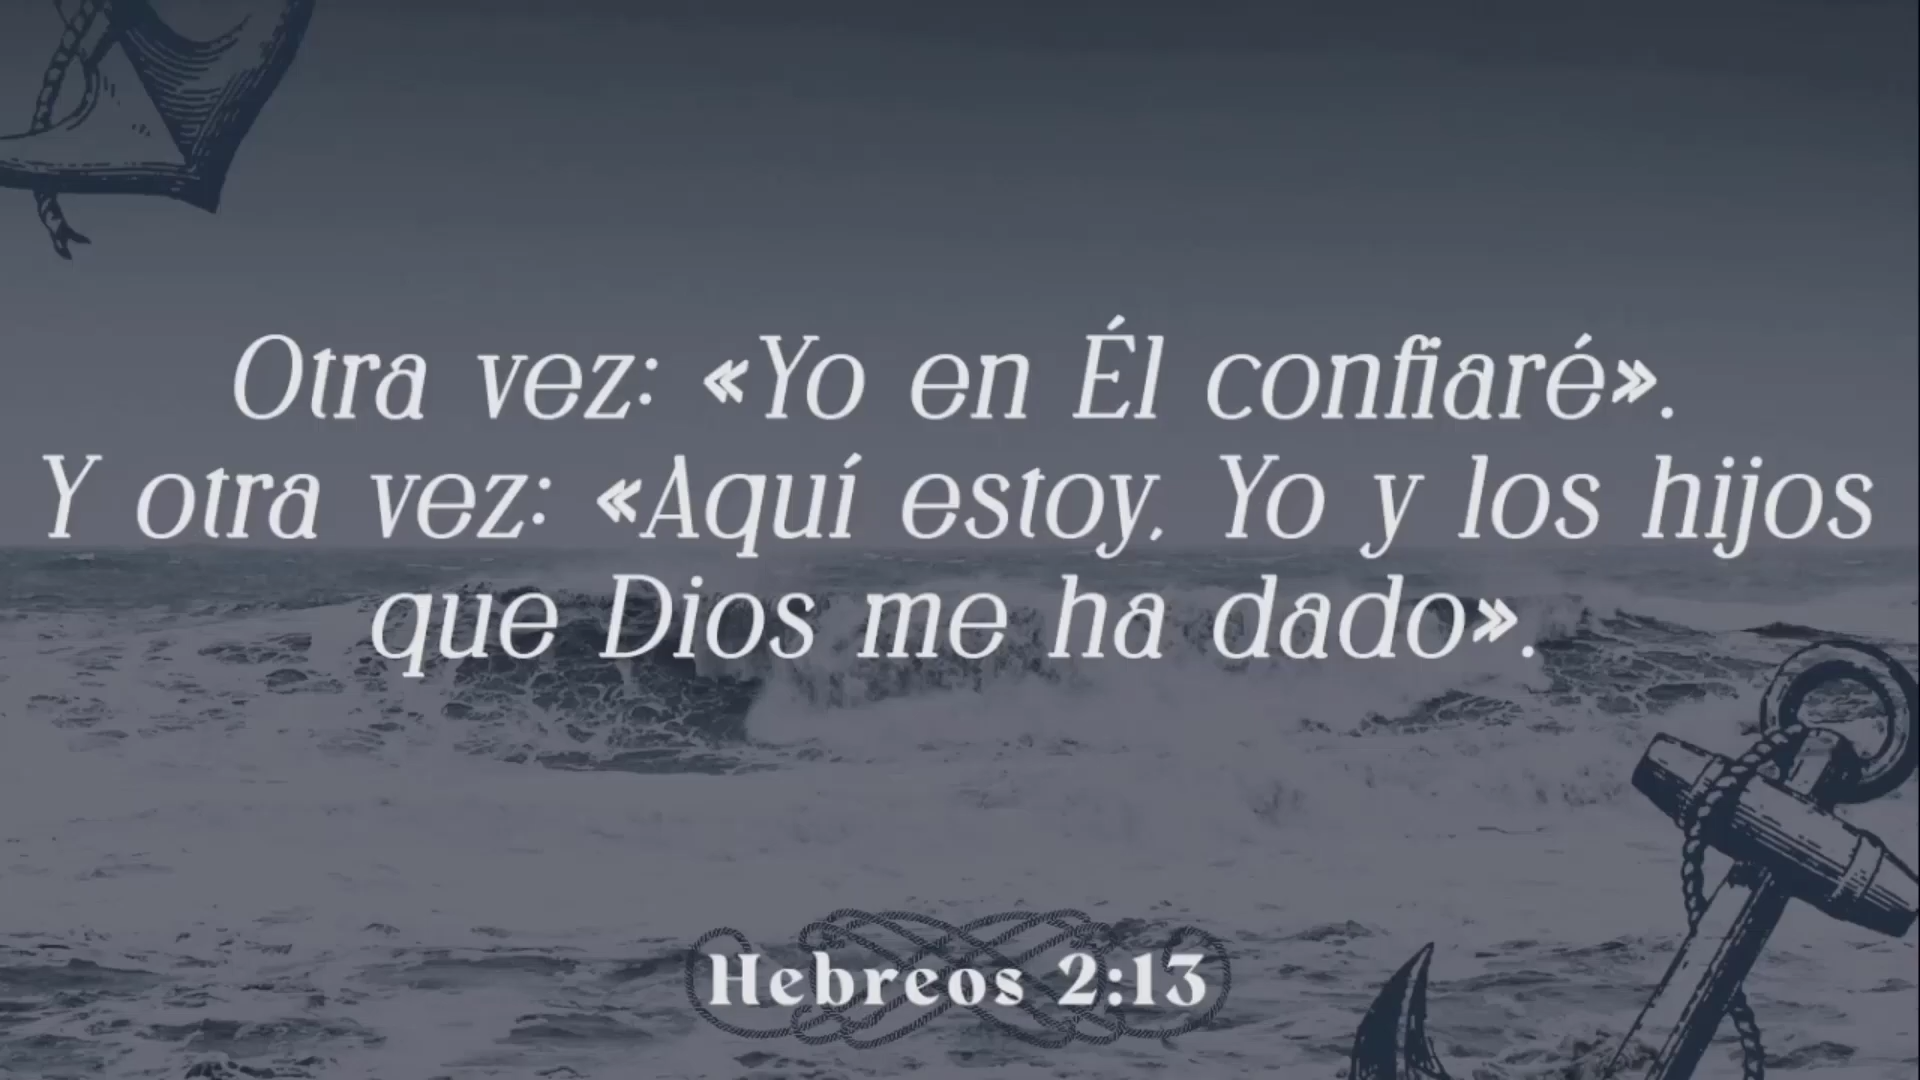 Otra vez: «Yo en Él confiaré».
Y otra vez: «Aquí estoy, Yo y los hijos
que Dios me ha dado».
Hebreos 2:13